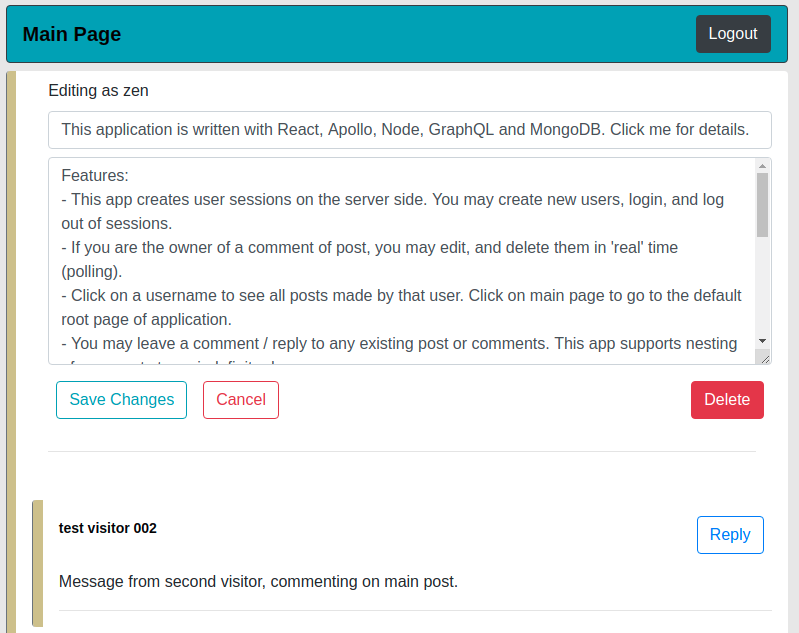 Main Page
Logout
Editing as zen
This application is written with React, Apollo, Node, GraphQL and MongoDB. Click me for details.
Features:
- This app creates user sessions on the server side. You may create new users, login, and log
out of sessions.
- If you are the owner of a comment of post, you may edit, and delete them in 'real' time
(polling).
- Click on a username to see all posts made by that user. Click on main page to go to the default
root page of application.
- You may leave a comment / reply to any existing post or comments. This app supports nesting
Save Changes
Cancel
Delete
test visitor 002
Reply
Message from second visitor, commenting on main post.